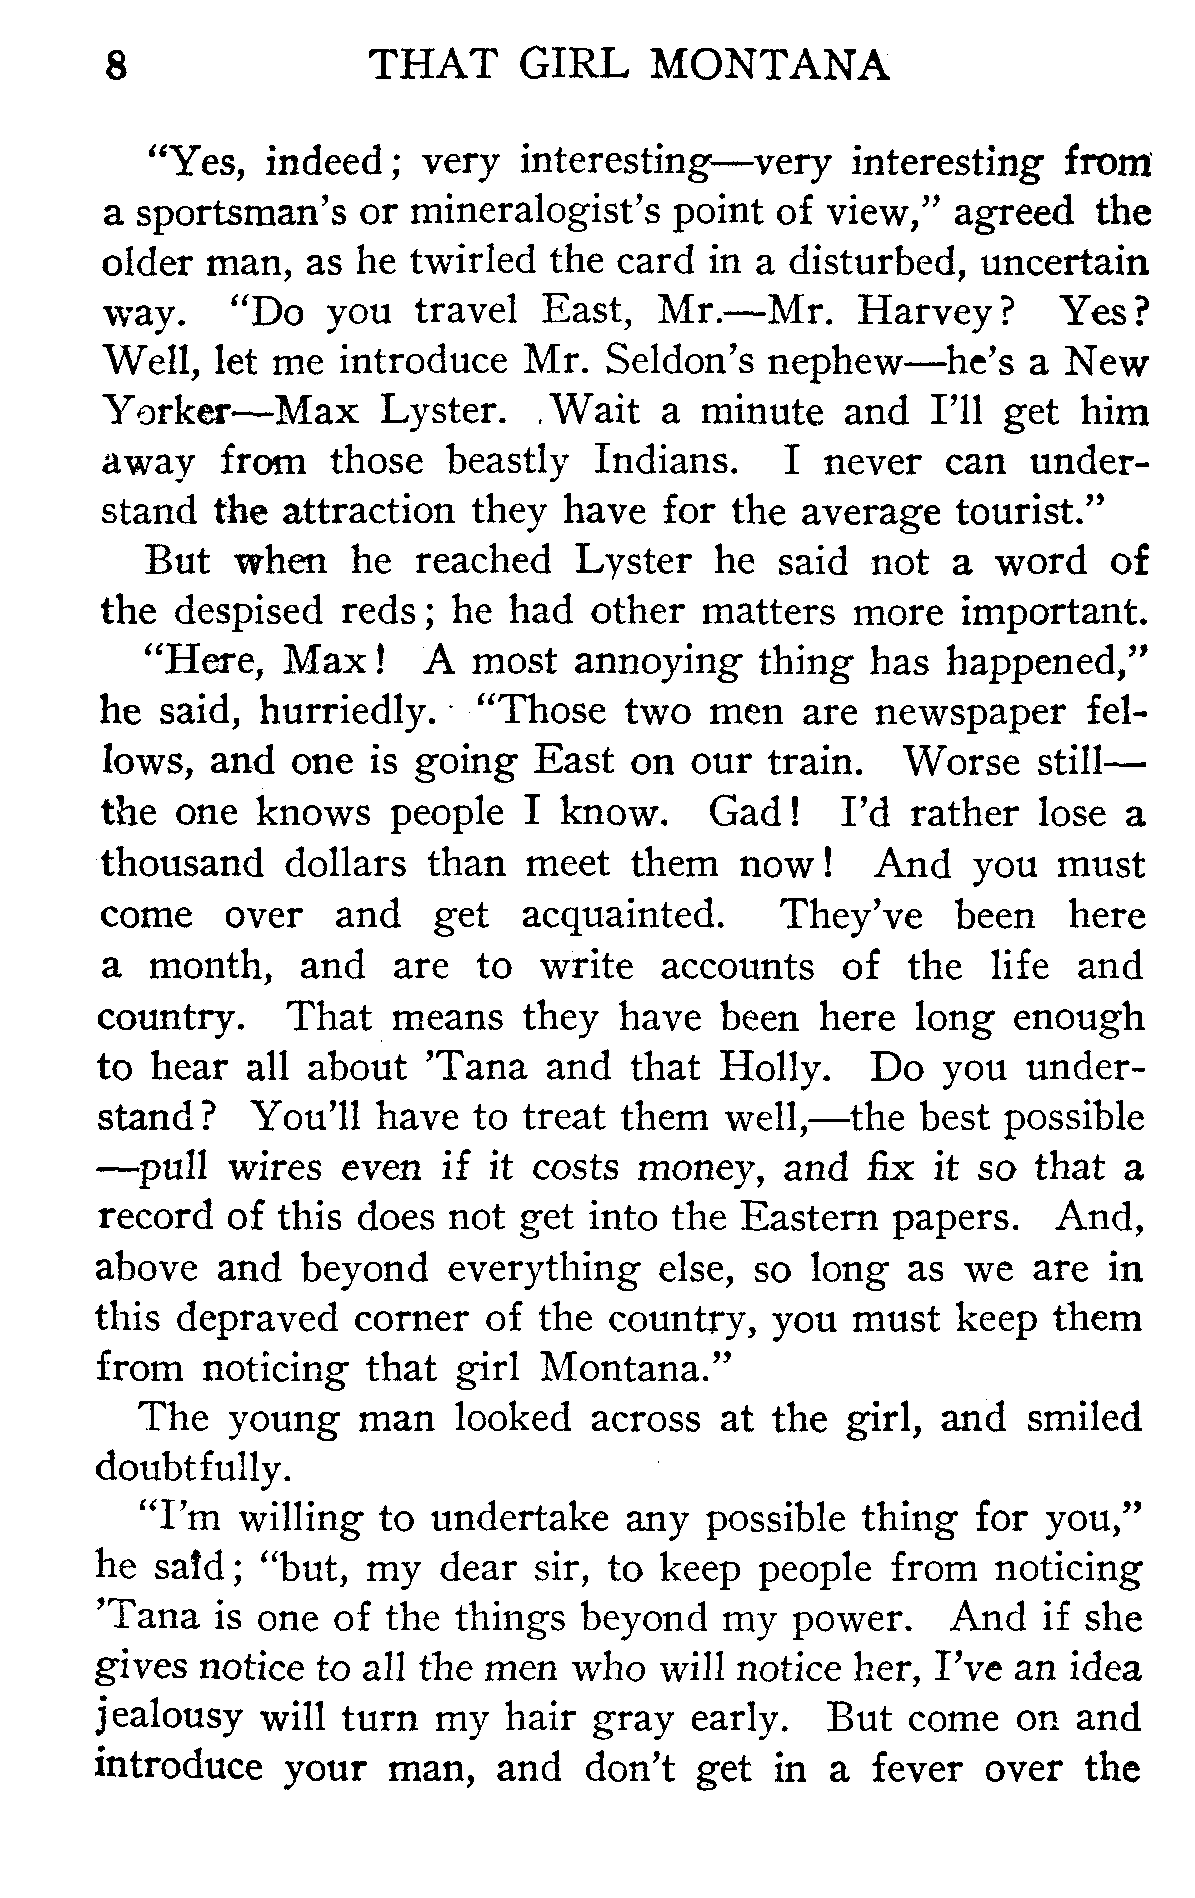 8 THAT GIRL MONTANA
“Yes, indeed; very interesting—very interesting from
a sportsman’s or mineralogist’s point of view,” agreed the
older man, as he twirled the card in a disturbed, uncertain
way. “Do you travel East, Mr.—Mr. Harvey? Yes?
Well, let me introduce Mr. Seldon’s nephew—he’s a New
Yorker—Max Lyster. Wait a minute and I’ll get him
away from those beastly Indians. I never can under-
stand the attraction they have for the average tourist.”
But when he reached Lyster he said not a word of
the despised reds; he had other matters more important.
“Here, Max! A most annoying thing has happened,”
he said, hurriedly. “Those two men are newspaper fel-
lows, and one is going East on our train. Worse still—
the one knows people I know. Gad! I’d rather lose a
thousand dollars than meet them now! And you must
come over and get acquainted. They’ve been here
a month, and are to write accounts of the life and
country. That means they have been here long enough
to hear all about ’Tana and that Holly. Do you under-
stand? You’ll have to treat them well,—the best possible
—pull wires even if it costs money, and fix it so that a
record of this does not get into the Eastern papers. And,
above and beyond everything else, so long as we are in
this depraved corner of the country, you must keep them
from noticing that girl Montana.”
The young man looked across at the girl, and smiled
doubtfully.
“I’m willing to undertake any possible thing for you,”
he said; “but, my dear sir, to keep people from noticing
’Tana is one of the things beyond my power. And if she
gives notice to all the men who will notice her, I’ve an idea
jealousy will turn my hair gray early. But come on and
introduce your man, and don’t get in a fever over the